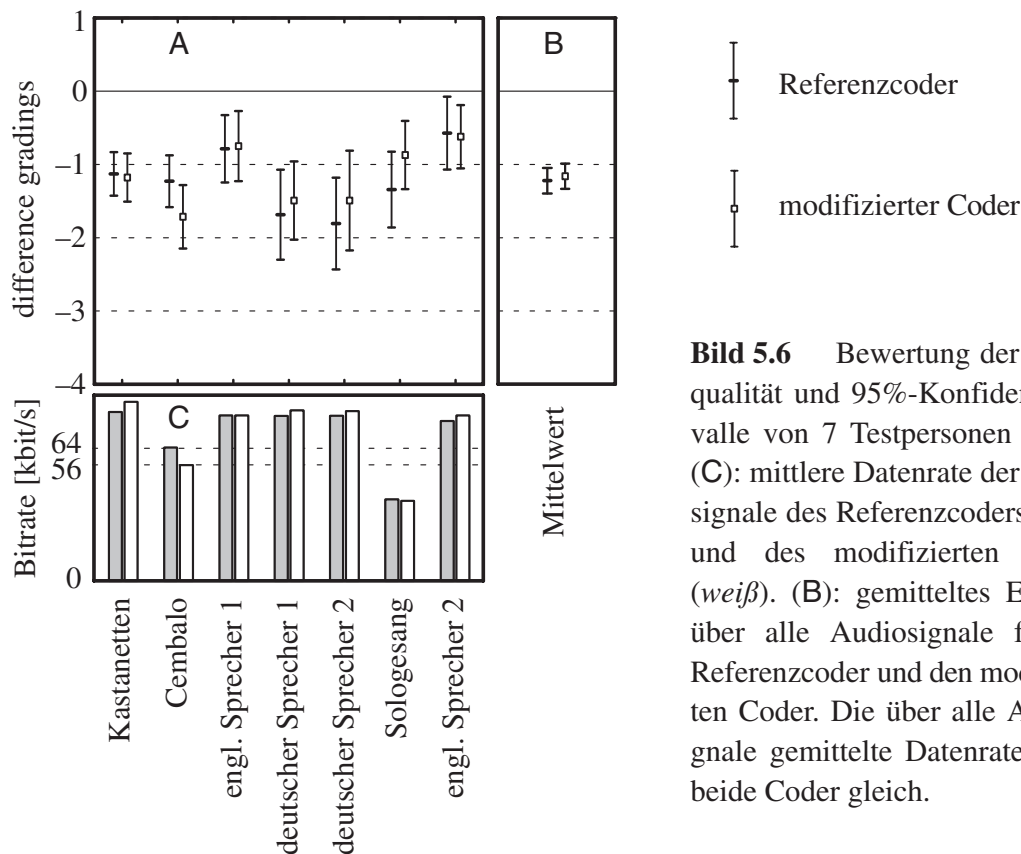 1
0
−1
−2
−3
−4
difference gradings
A
B
Referenzcoder
modifizierter Coder
64
56
0
Bitrate [kbit/s]
C
Kastanetten
Cembalo
engl. Sprecher 1
deutscher Sprecher 1
deutscher Sprecher 2
Sologesang
engl. Sprecher 2
Mittelwert
Bild 5.6 Bewertung der
qualität und 95%-Konfiden
valle von 7 Testpersonen
(C): mittlere Datenrate der
signale des Referenzcoders
und des modifizierten
(weiß). (B): gemitteltes E
über alle Audiosignale f
Referenzcoder und den mod
ten Coder. Die über alle A
gnale gemittelte Datenrate
beide Coder gleich.